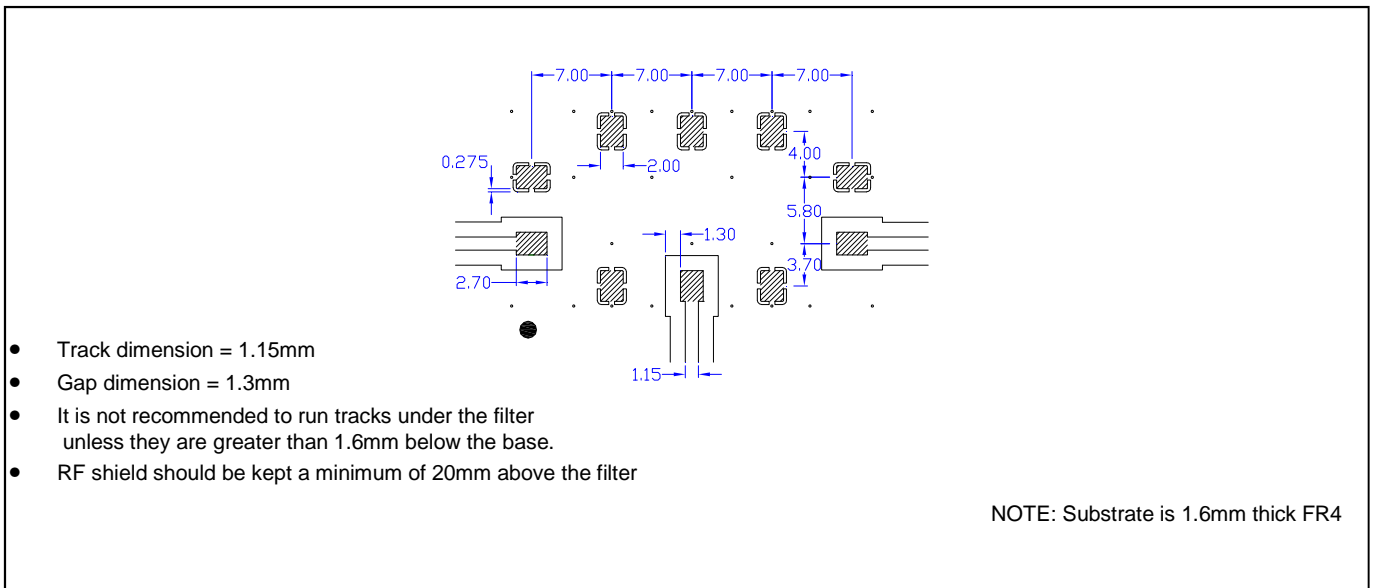 7.00 7.00 7.00 7.00
4.00
0.275
2.00
5.80
1.30
3.70
2.70
1.15
• Track dimension = 1.15mm
• Gap dimension = 1.3mm
• It is not recommended to run tracks under the filter
unless they are greater than 1.6mm below the base.
• RF shield should be kept a minimum of 20mm above the filter
NOTE: Substrate is 1.6mm thick FR4